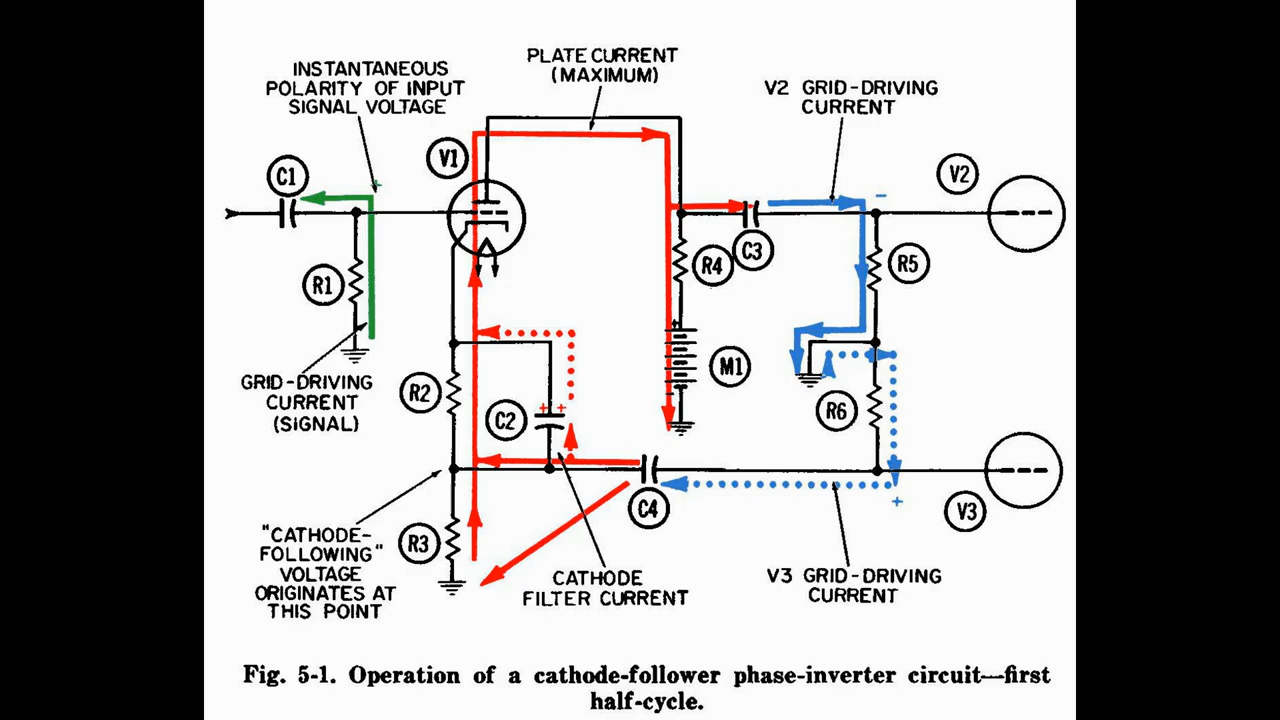 PLATE CURRENT
(MAXIMUM)
INSTANTANEOUS
POLARITY OF INPUT
SIGNAL VOLTAGE
V2 GRID-DRIVING
CURRENT
V1
C1
V2
+
-
R1
R4
C3
R5
+
M1
-
GRID-DRIVING
CURRENT
(SIGNAL)
R2
C2
+ +
R6
C4
+
V3
"CATHODE-
FOLLOWING"
VOLTAGE
ORIGINATES AT
THIS POINT
R3
CATHODE
FILTER CURRENT
V3 GRID-DRIVING
CURRENT
Fig. 5-1. Operation of a cathode-follower phase-inverter circuit—first
half-cycle.